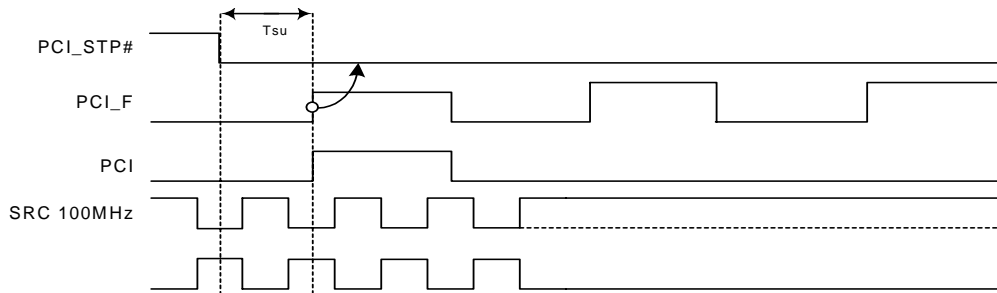 Tsu
PCI_STP#
PCI_F
PCI
SRC 100MHz